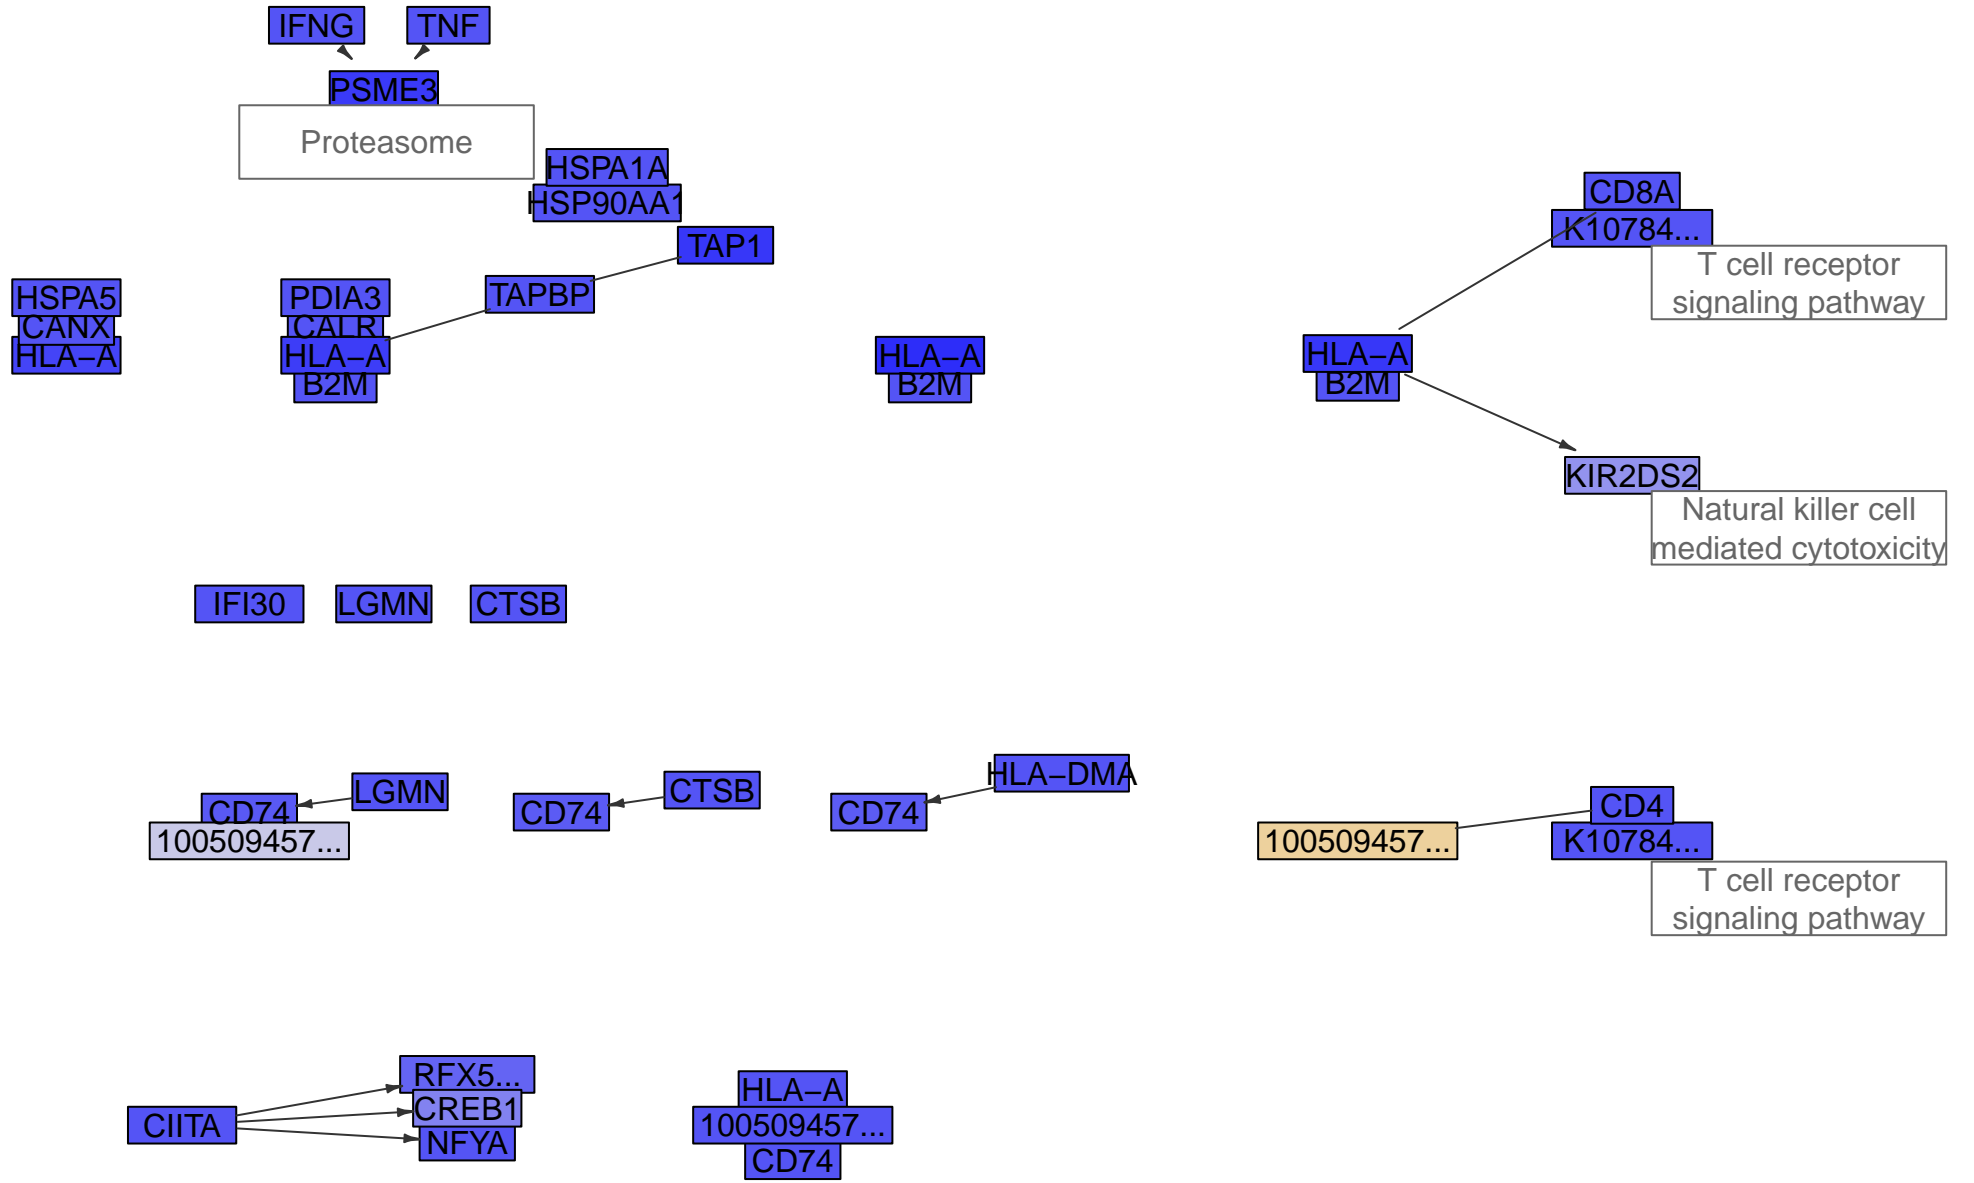 IFNG
TNF
PSME3
Proteasome
HSPA1A
HSP90AA1
TAP1
TAPBP
HSPA5
CANX
HLA–A
PDIA3
CALR
HLA–A
B2M
HLA–A
B2M
CD8A
K10784...
T cell receptor
signaling pathway
HLA–A
B2M
KIR2DS2
Natural killer cell
mediated cytotoxicity
IFI30
LGMN
CTSB
LGMN
CD74
100509457...
CTSB
CD74
HLA–DMA
CD74
100509457...
CD4
K10784...
T cell receptor
signaling pathway
CIITA
RFX5...
CREB1
NFYA
HLA–A
100509457...
CD74